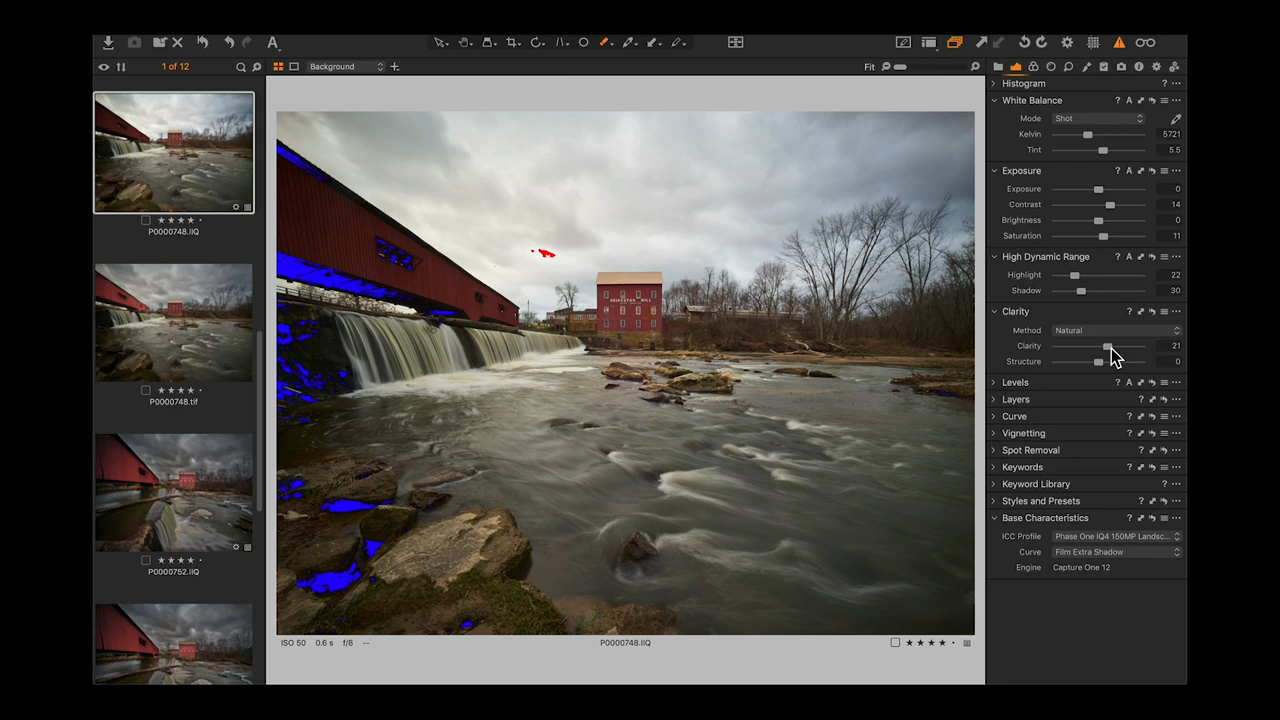 A
1 of 12
Background
Fit
P0000748.IIQ
P0000748.tif
P0000752.IIQ
BRIDGETON MILL
ISO 50 0.6 s f/8 --
P0000748.IIQ
Histogram ? ...
White Balance ? A ...
Mode Shot
Kelvin 5721
Tint 5.5
Exposure ? A ...
Exposure 0
Contrast 14
Brightness 0
Saturation 11
High Dynamic Range ? A ...
Highlight 22
Shadow 30
Clarity ? ...
Method Natural
Clarity 21
Structure 0
Levels ? A ...
Layers ? ...
Curve ? ...
Vignetting ? ...
Spot Removal ? ...
Keywords ? ...
Keyword Library ? ...
Styles and Presets ? ...
Base Characteristics ? ...
ICC Profile Phase One IQ4 150MP Landsc...
Curve Film Extra Shadow
Engine Capture One 12